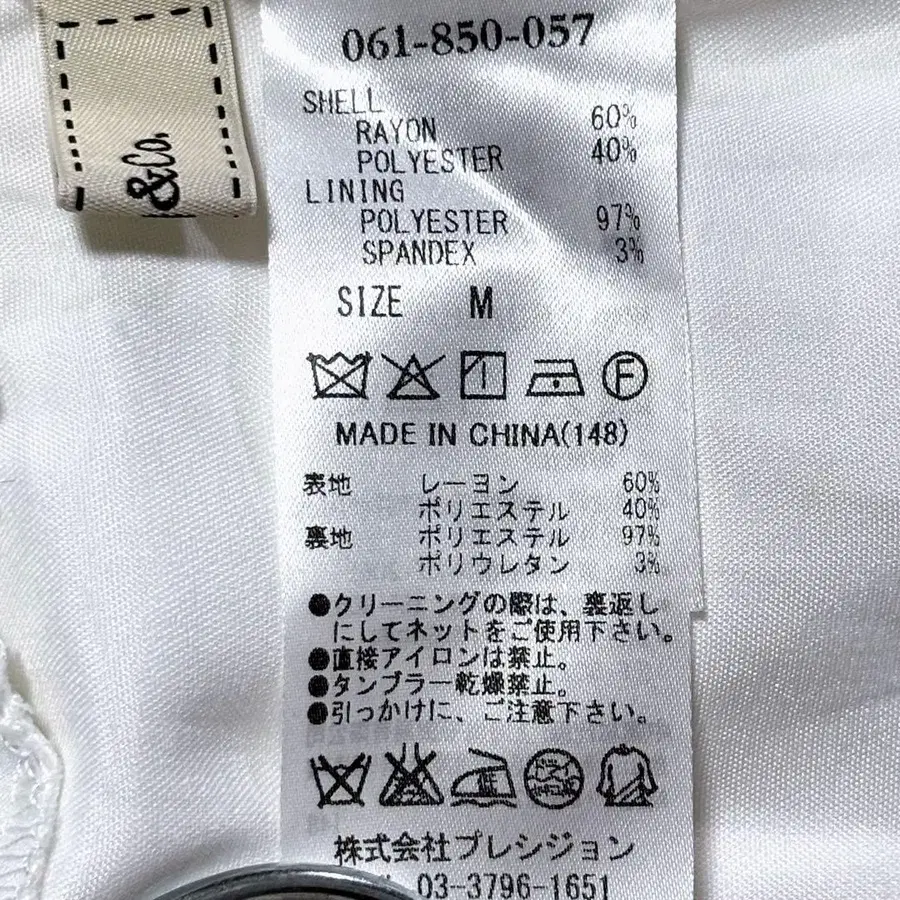 &Co.
061-850-057
SHELL
RAYON 60%
POLYESTER 40%
LINING
POLYESTER 97%
SPANDEX 3%
SIZE M
F
MADE IN CHINA(148)
表地 レーヨン 60%
ポリエステル 40%
裏地 ポリエステル 97%
ポリウレタン 3%
●クリーニングの際は、裏返し
にしてネットをご使用下さい。
●直接アイロンは禁止。
●タンブラー乾燥禁止。
●引っかけに、ご注意下さい。
低 ドライ
株式会社プレシジョン
03-3796-1651